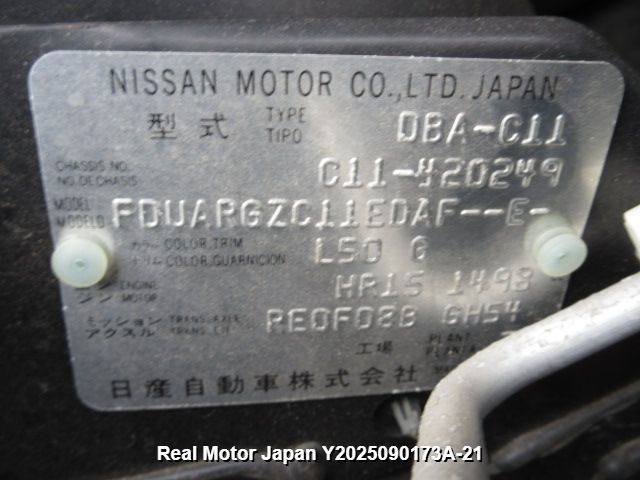 NISSAN MOTOR CO.,LTD. JAPAN
型式 TYPE TIPO DBA-C11
CHASSIS NO. NO.DE CHASIS C11-420249
MODEL MODELO FDUARGZC11EDAF--E-
カラー COLOR,TRIM
トリム COLOR,GUARNICION L50 G
ジン ENGINE MOTOR HR15 1498
ミッション TRANS.
アクスル TRANS. EJE RE0F08B GH54
工場 PLANT PLANTA
日産自動車株式会社
Real Motor Japan Y2025090173A-21